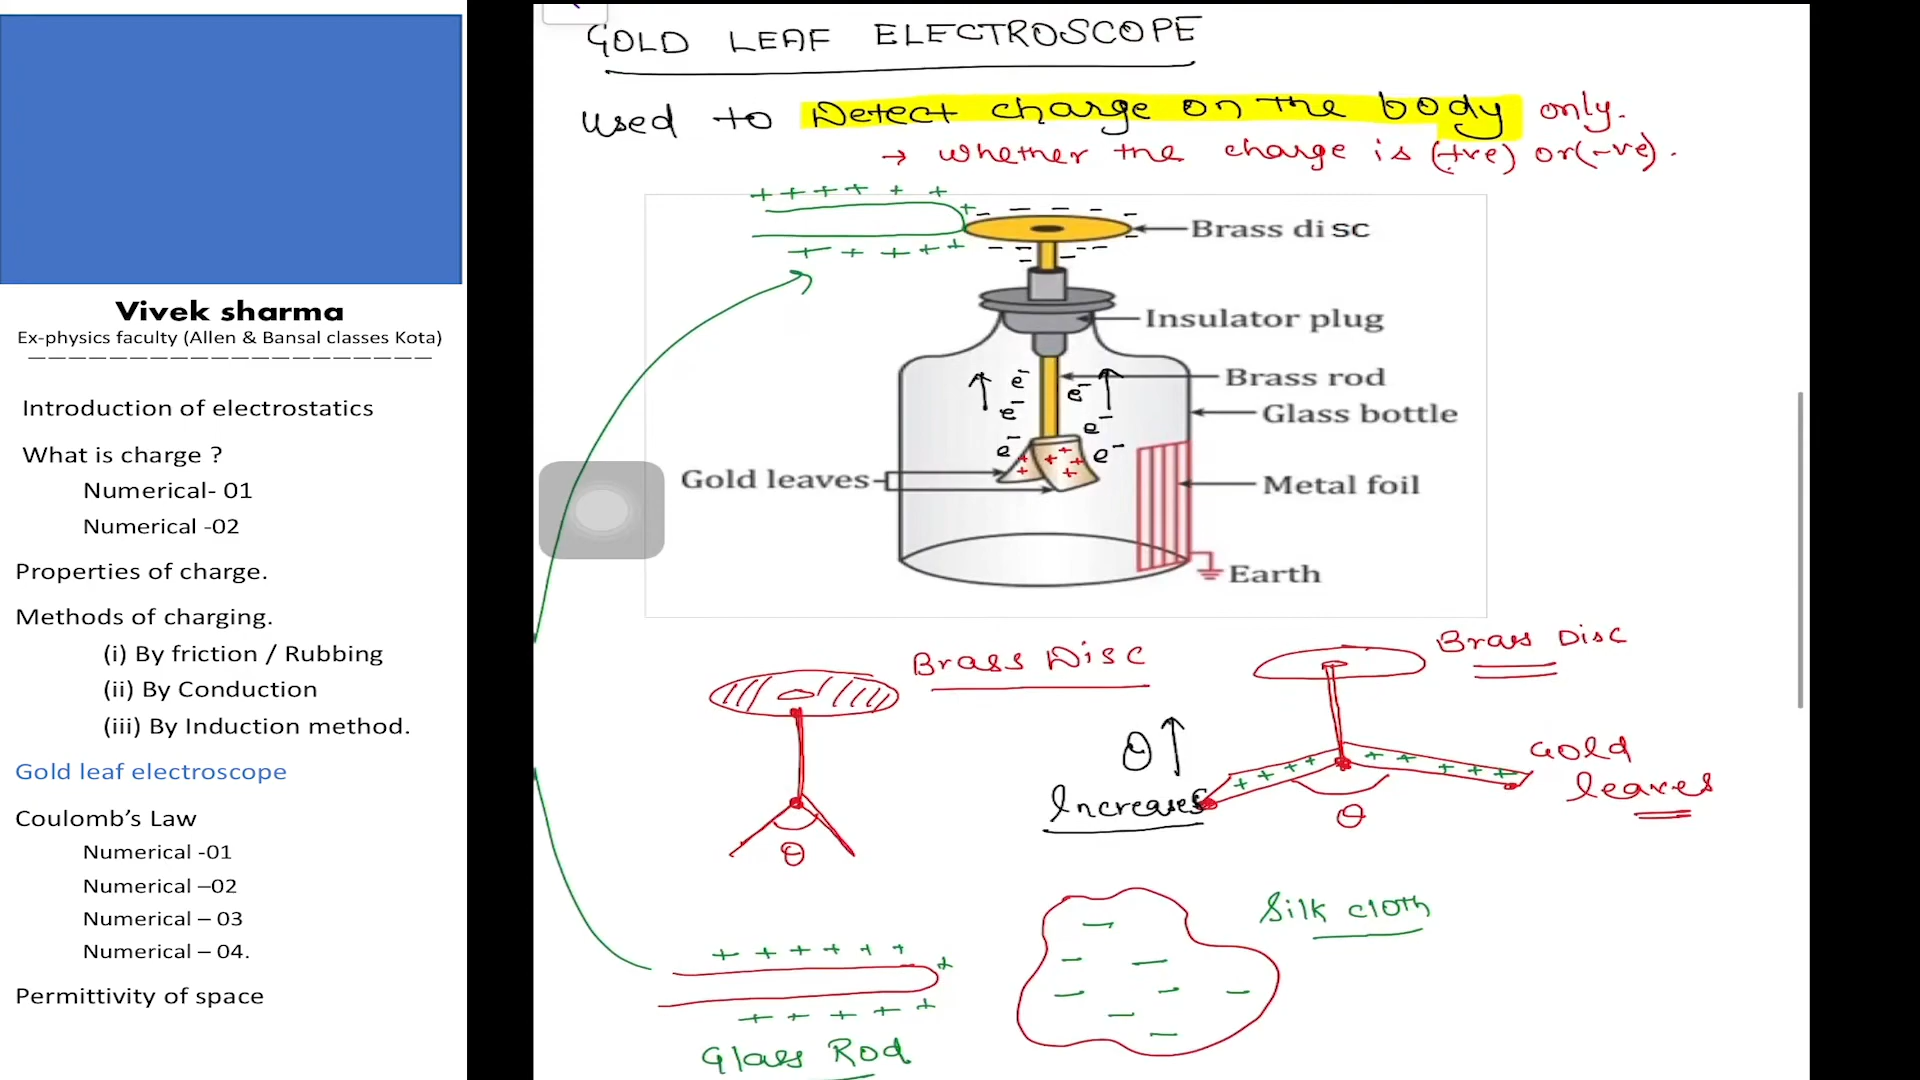 Vivek sharma
Ex-physics faculty (Allen & Bansal classes Kota)
Introduction of electrostatics
What is charge ?
Numerical- 01
Numerical -02
Properties of charge.
Methods of charging.
(i) By friction / Rubbing
(ii) By Conduction
(iii) By Induction method.
Gold leaf electroscope
Coulomb's Law
Numerical -01
Numerical –02
Numerical – 03
Numerical – 04.
Permittivity of space
GOLD LEAF ELECTROSCOPE
Used to Detect charge on the body only.
→ whether the charge is (+ve) or (-ve).
+ + + + + +
+
+ + + + +
− − − − −
− − − −
− −
Brass disc
Insulator plug
Brass rod
Glass bottle
Gold leaves
Metal foil
Earth
e⁻ e⁻
e⁻ e⁻
e⁻ e⁻
+ + + + + +
Brass Disc
θ
θ ↑
Increases
Brass Disc
+ + + + + + + + +
Gold
leaves
θ
+ + + + + +
+
+ + + + +
Glass Rod
Silk cloth
−
− −
− − −
−
−